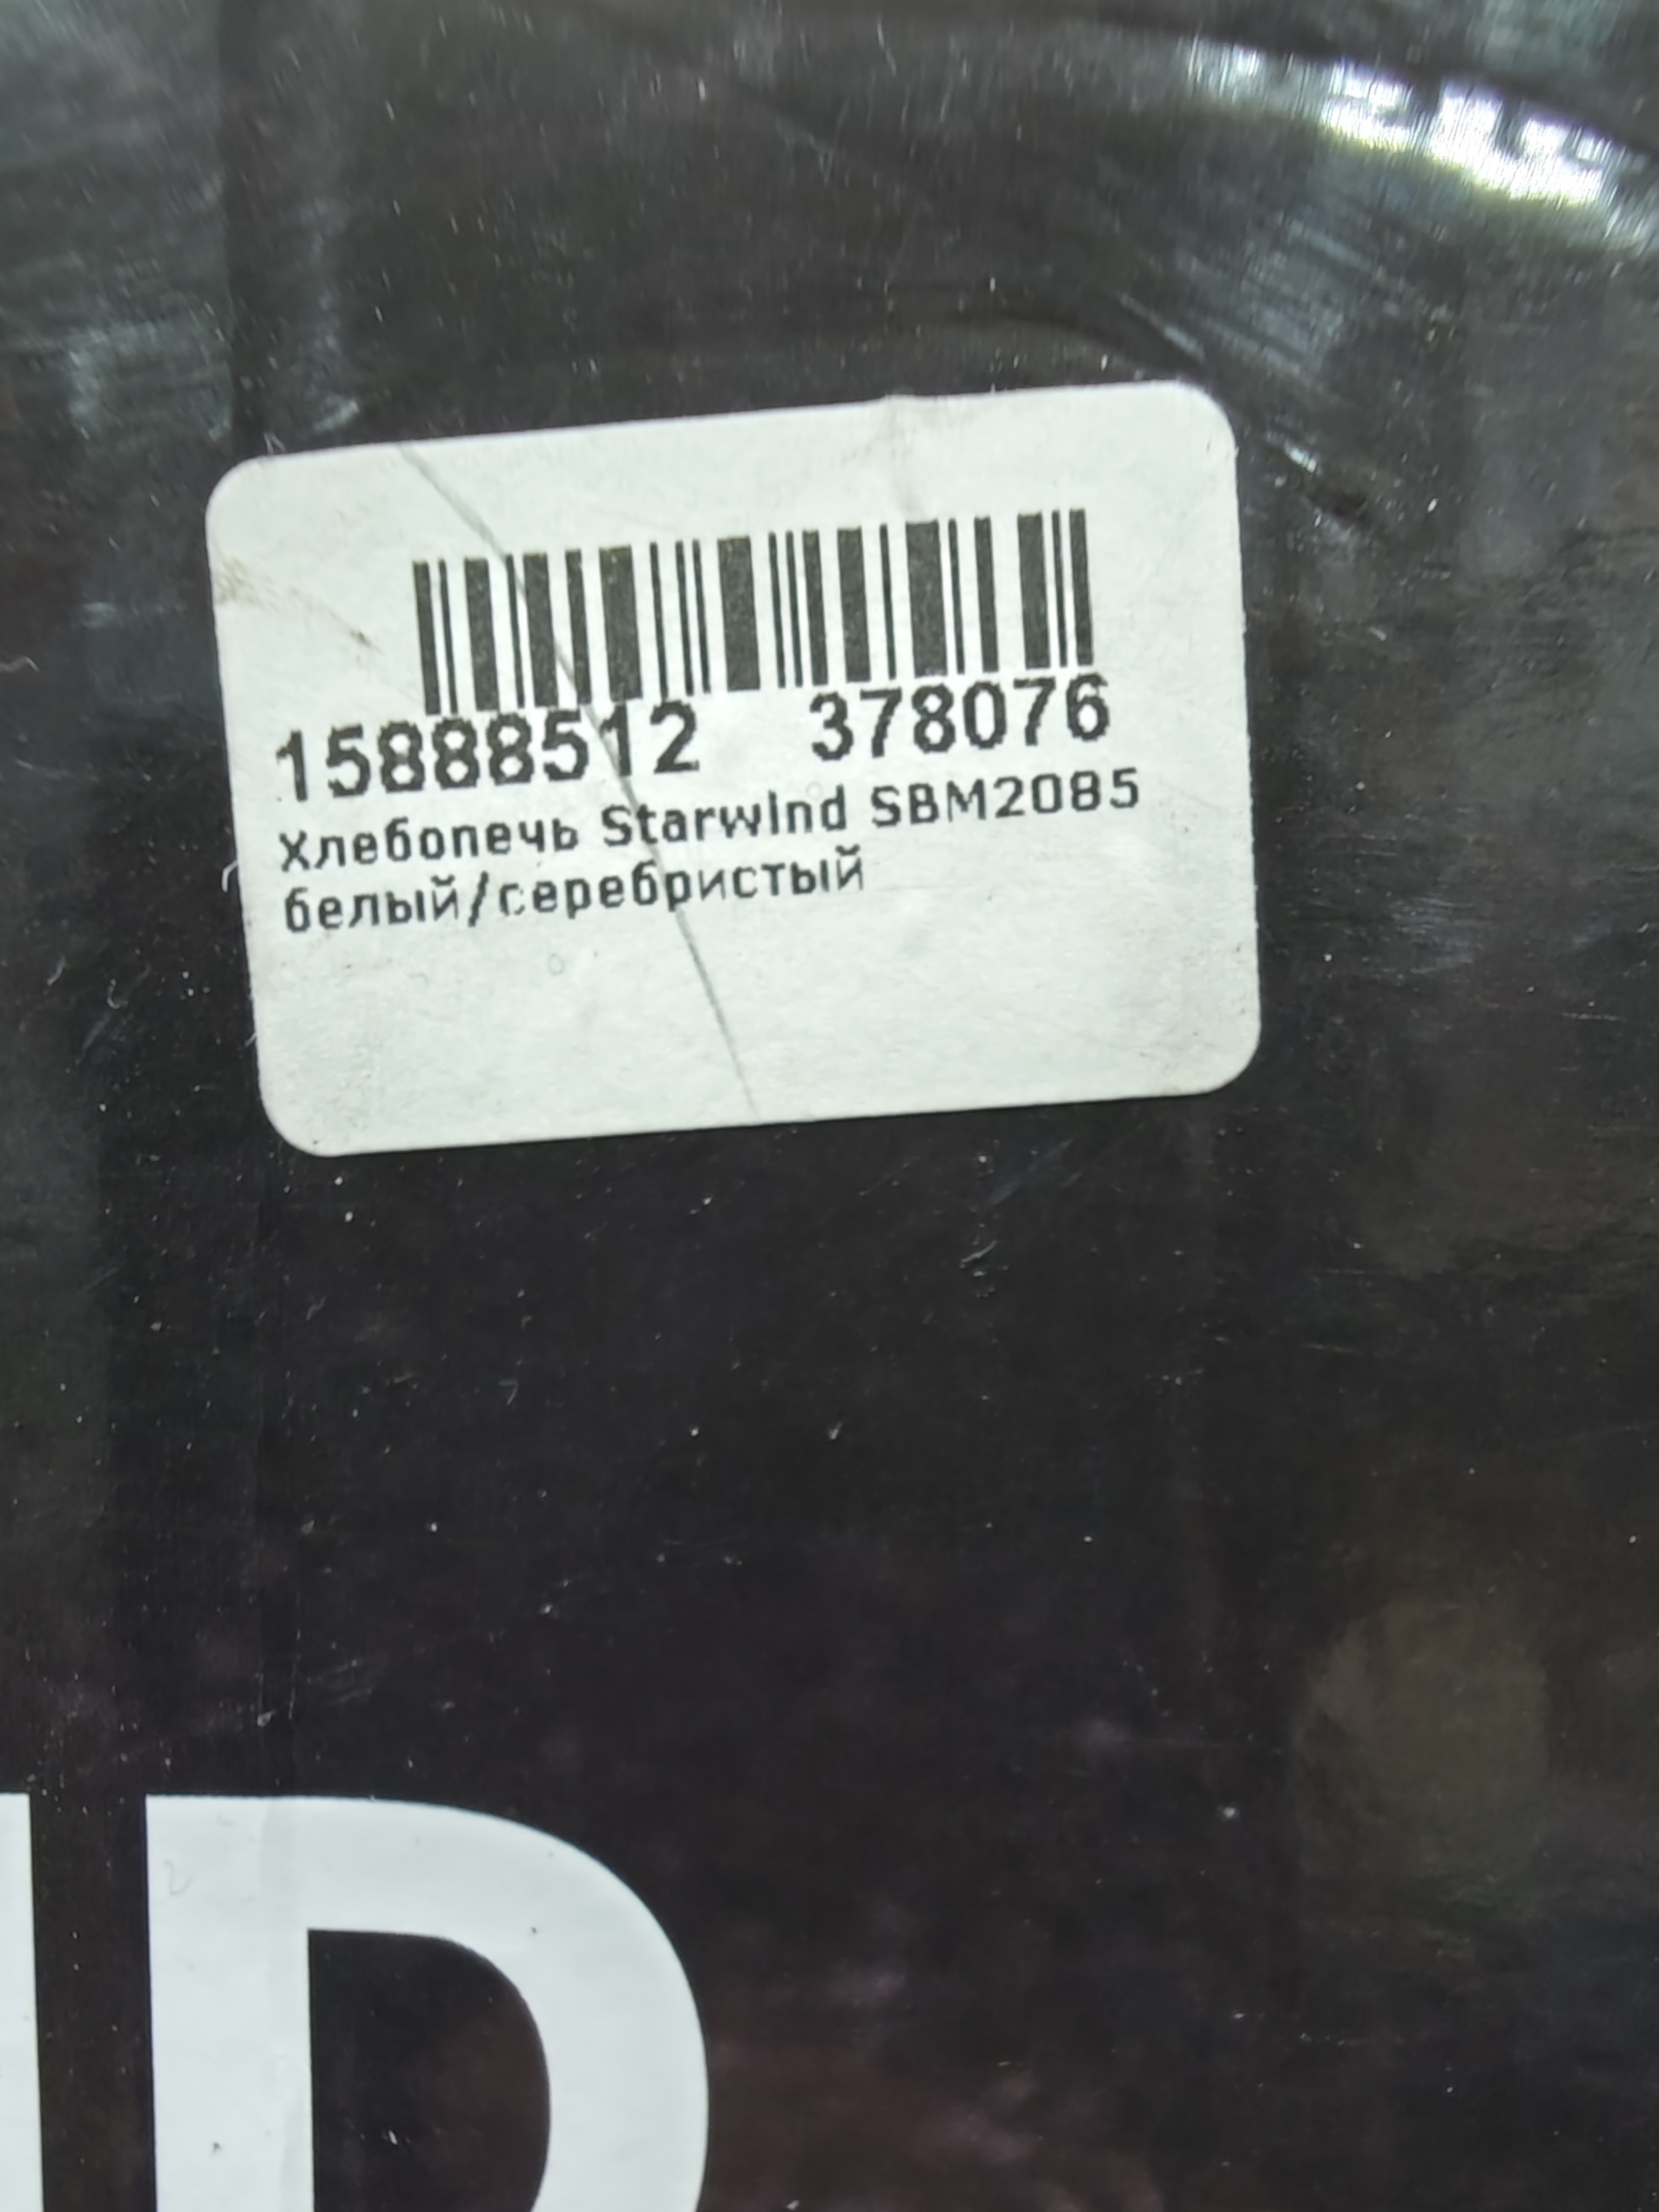 15888512 378076
Хлебопечь Starwind SBM2085
белый/серебристый
D